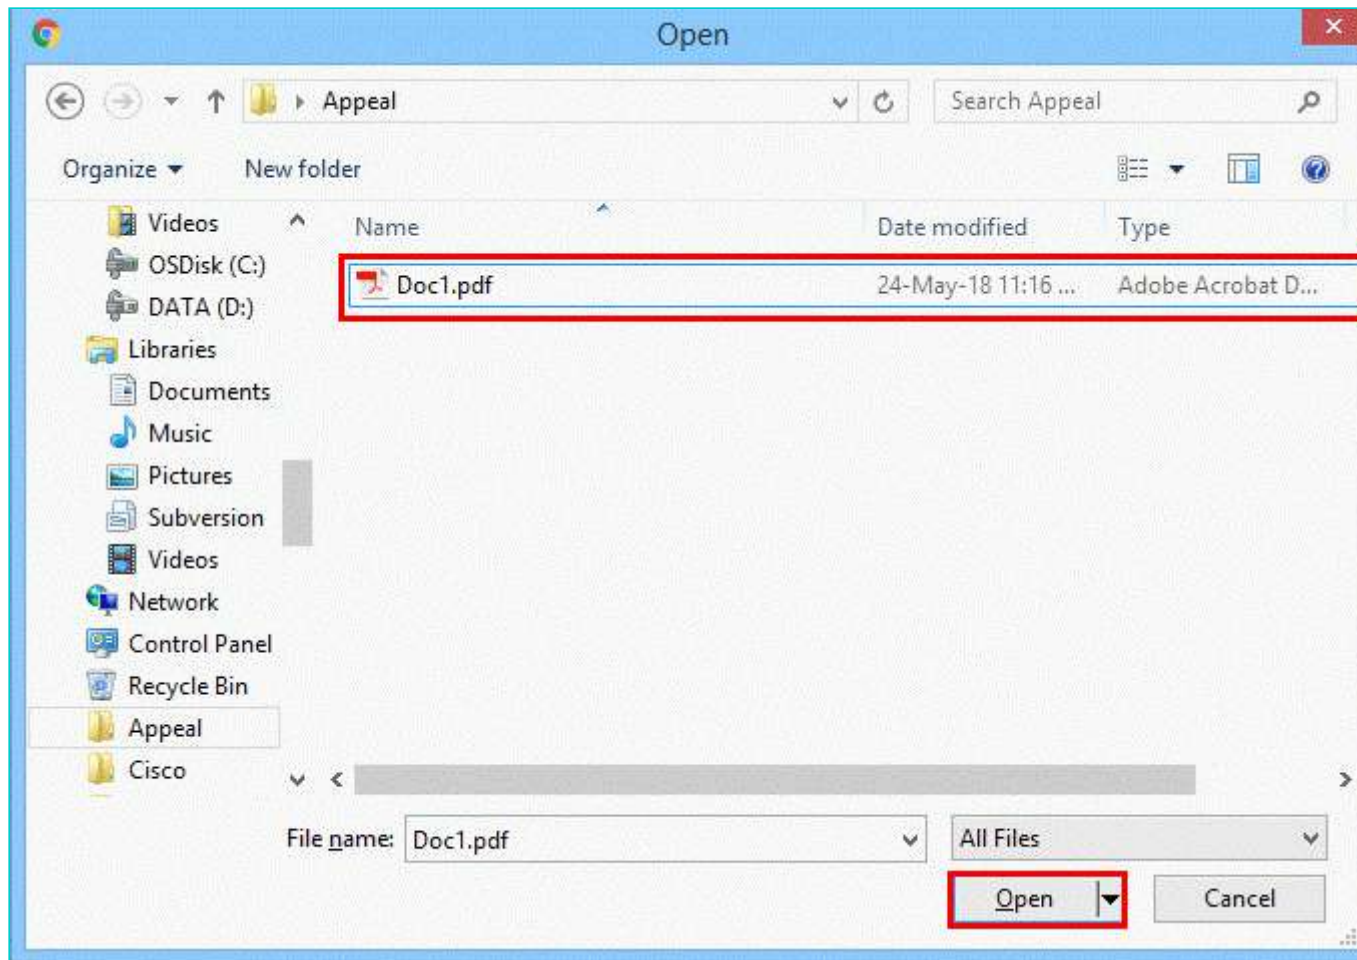 Open
Appeal
Search Appeal
Organize
New folder
Name
Date modified
Type
Doc1.pdf
24-May-18 11:16 ...
Adobe Acrobat D...
Videos
OSDisk (C:)
DATA (D:)
Libraries
Documents
Music
Pictures
Subversion
Videos
Network
Control Panel
Recycle Bin
Appeal
Cisco
File name:
Doc1.pdf
All Files
Open
Cancel